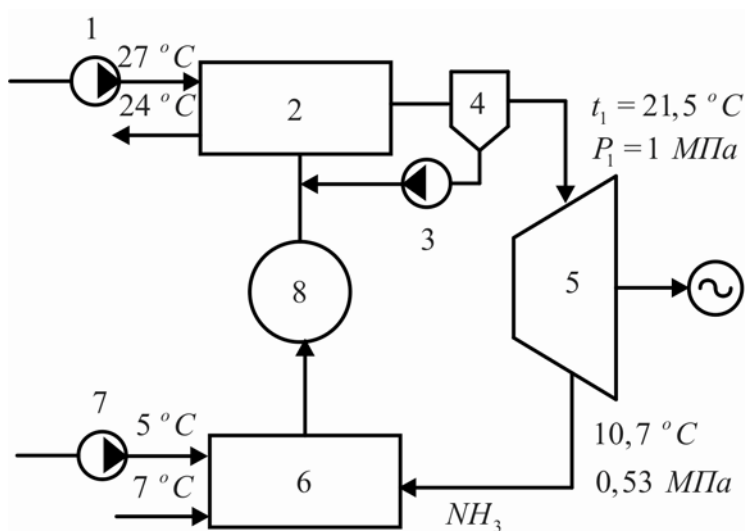 1
27 °C
24 °C
2
4
t₁ = 21,5 °C
P₁ = 1 МПа
3
5
8
7
5 °C
7 °C
6
10,7 °C
0,53 МПа
NH₃